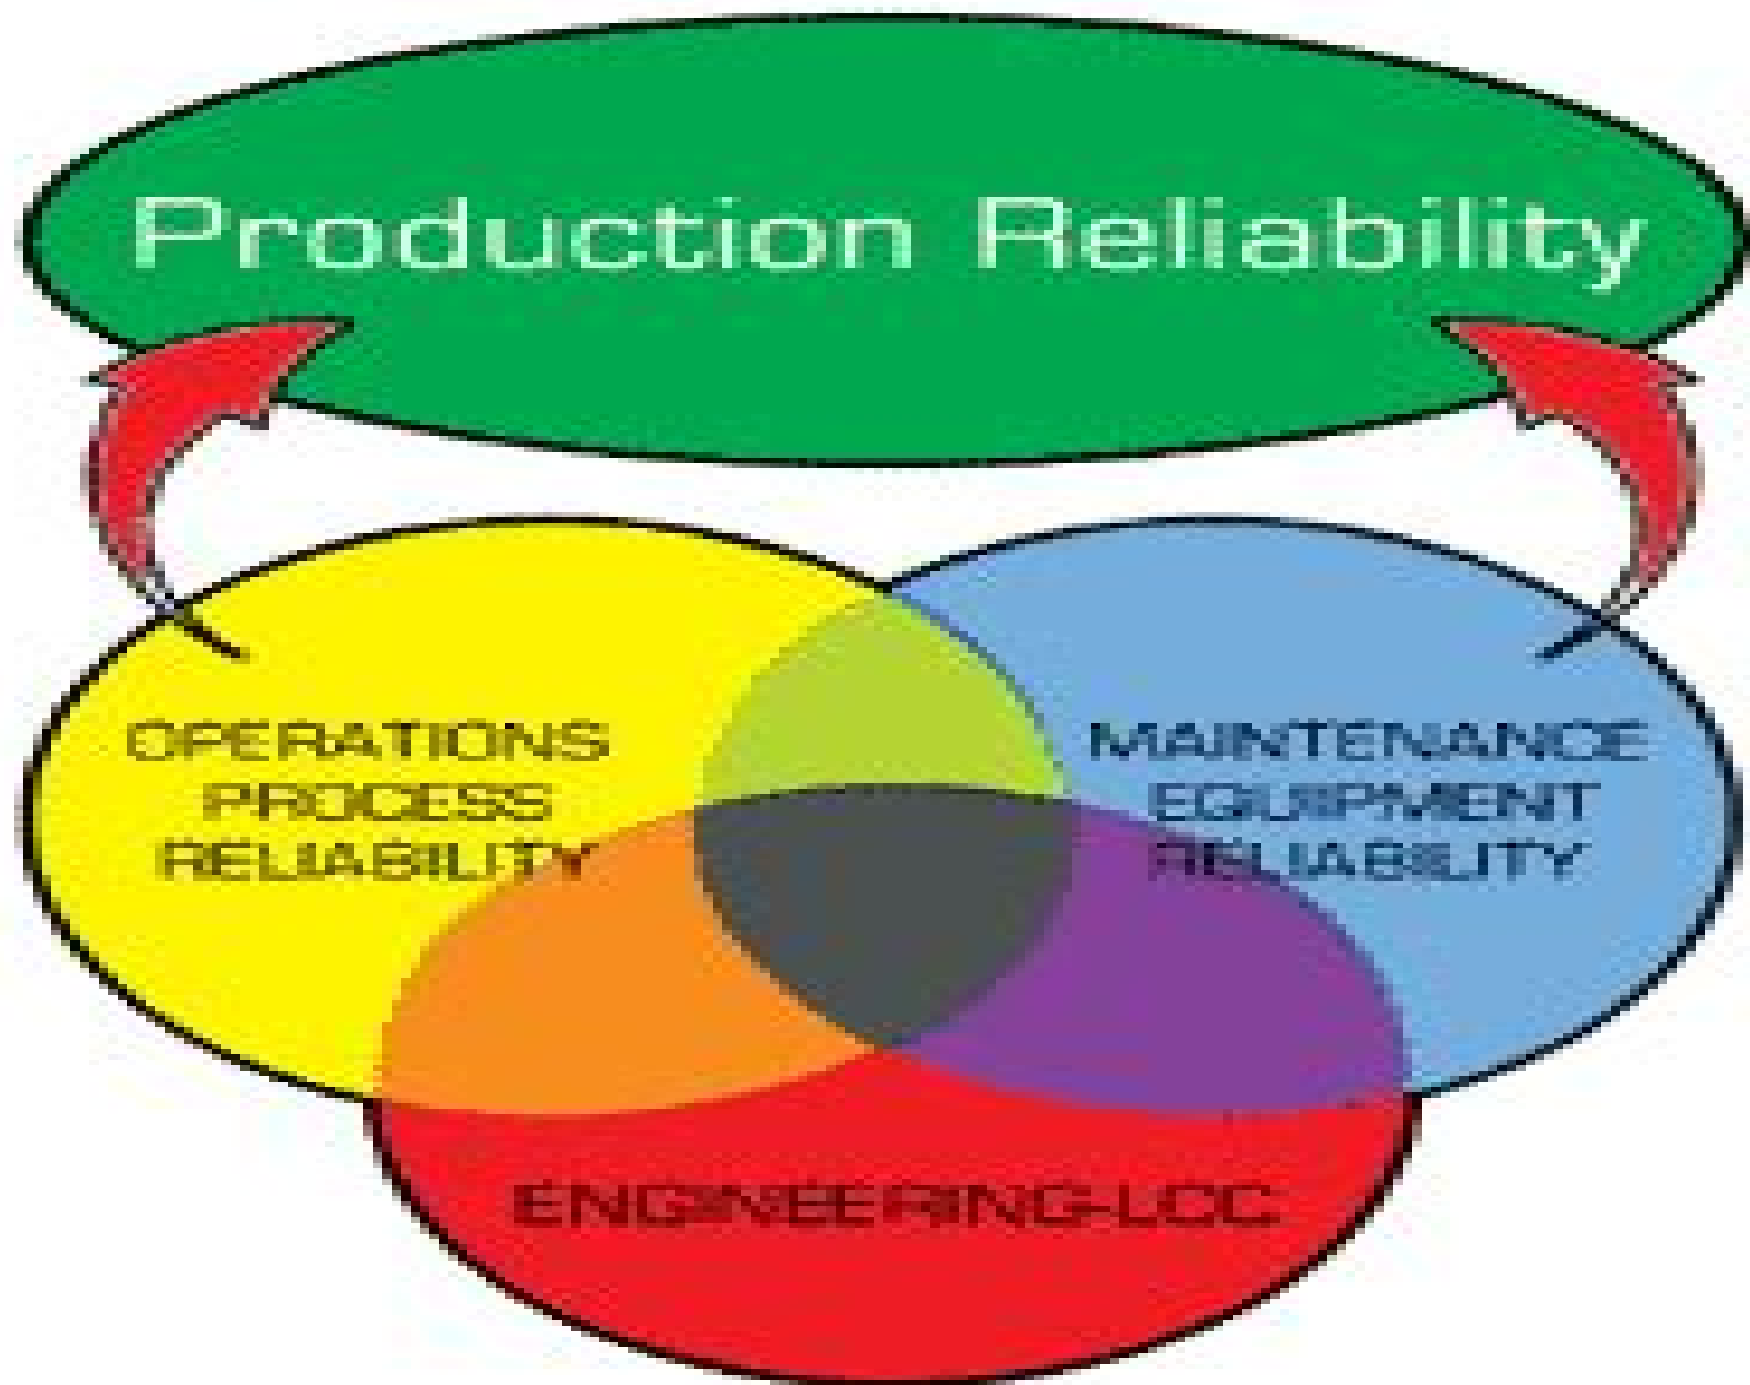 Production Reliability
OPERATIONS
PROCESS
RELIABILITY
MAINTENANCE
EQUIPMENT
RELIABILITY
ENGINEERING-LCC